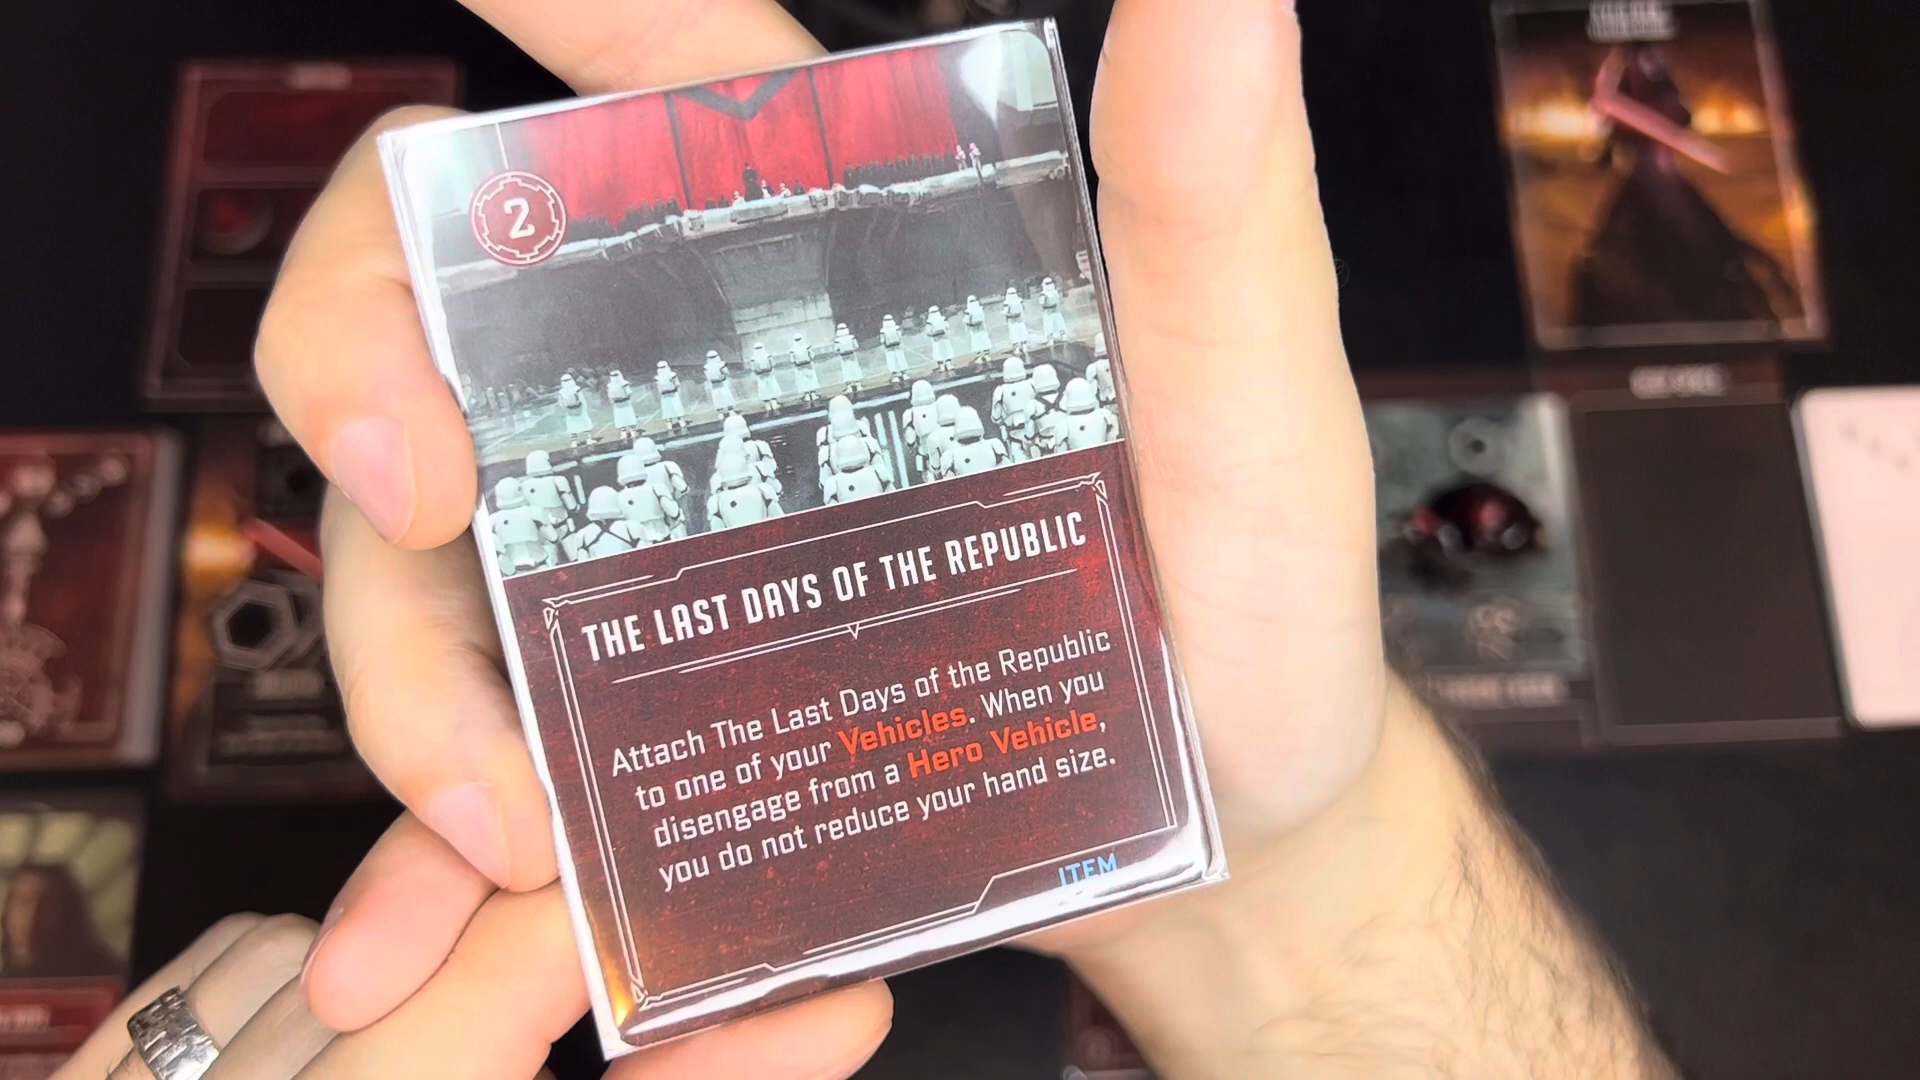 2
THE LAST DAYS OF THE REPUBLIC
Attach The Last Days of the Republic
to one of your Vehicles. When you
disengage from a Hero Vehicle,
you do not reduce your hand size.
ITEM